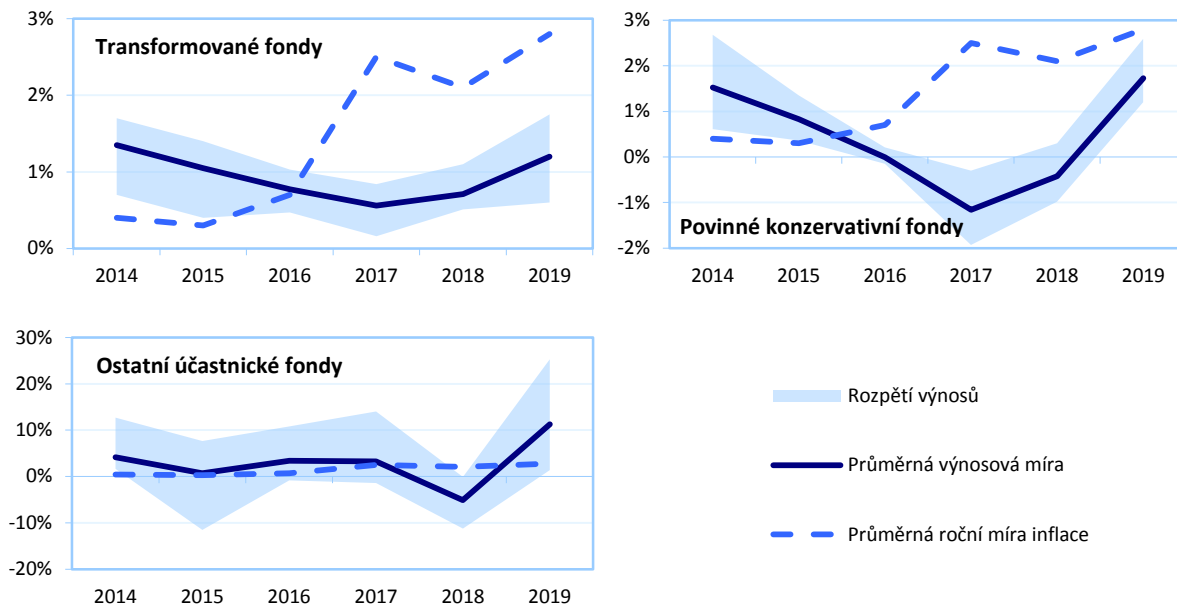 Transformované fondy
3%
2%
1%
0%
2014 2015 2016 2017 2018 2019
Povinné konzervativní fondy
3%
2%
1%
0%
-1%
-2%
2014 2015 2016 2017 2018 2019
Ostatní účastnické fondy
30%
20%
10%
0%
-10%
-20%
2014 2015 2016 2017 2018 2019
Rozpětí výnosů
Průměrná výnosová míra
Průměrná roční míra inflace